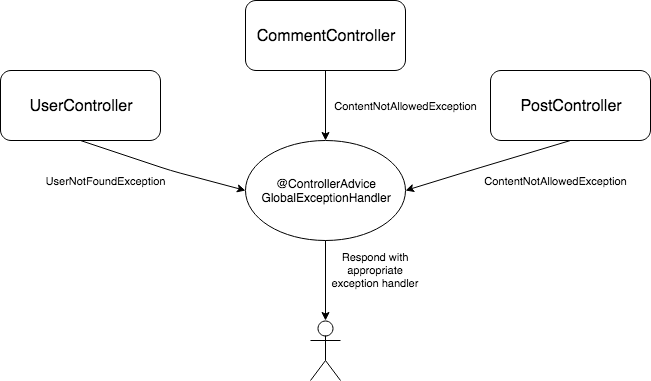 CommentController
UserController
PostController
ContentNotAllowedException
UserNotFoundException
@ControllerAdvice
GlobalExceptionHandler
ContentNotAllowedException
Respond with
appropriate
exception handler